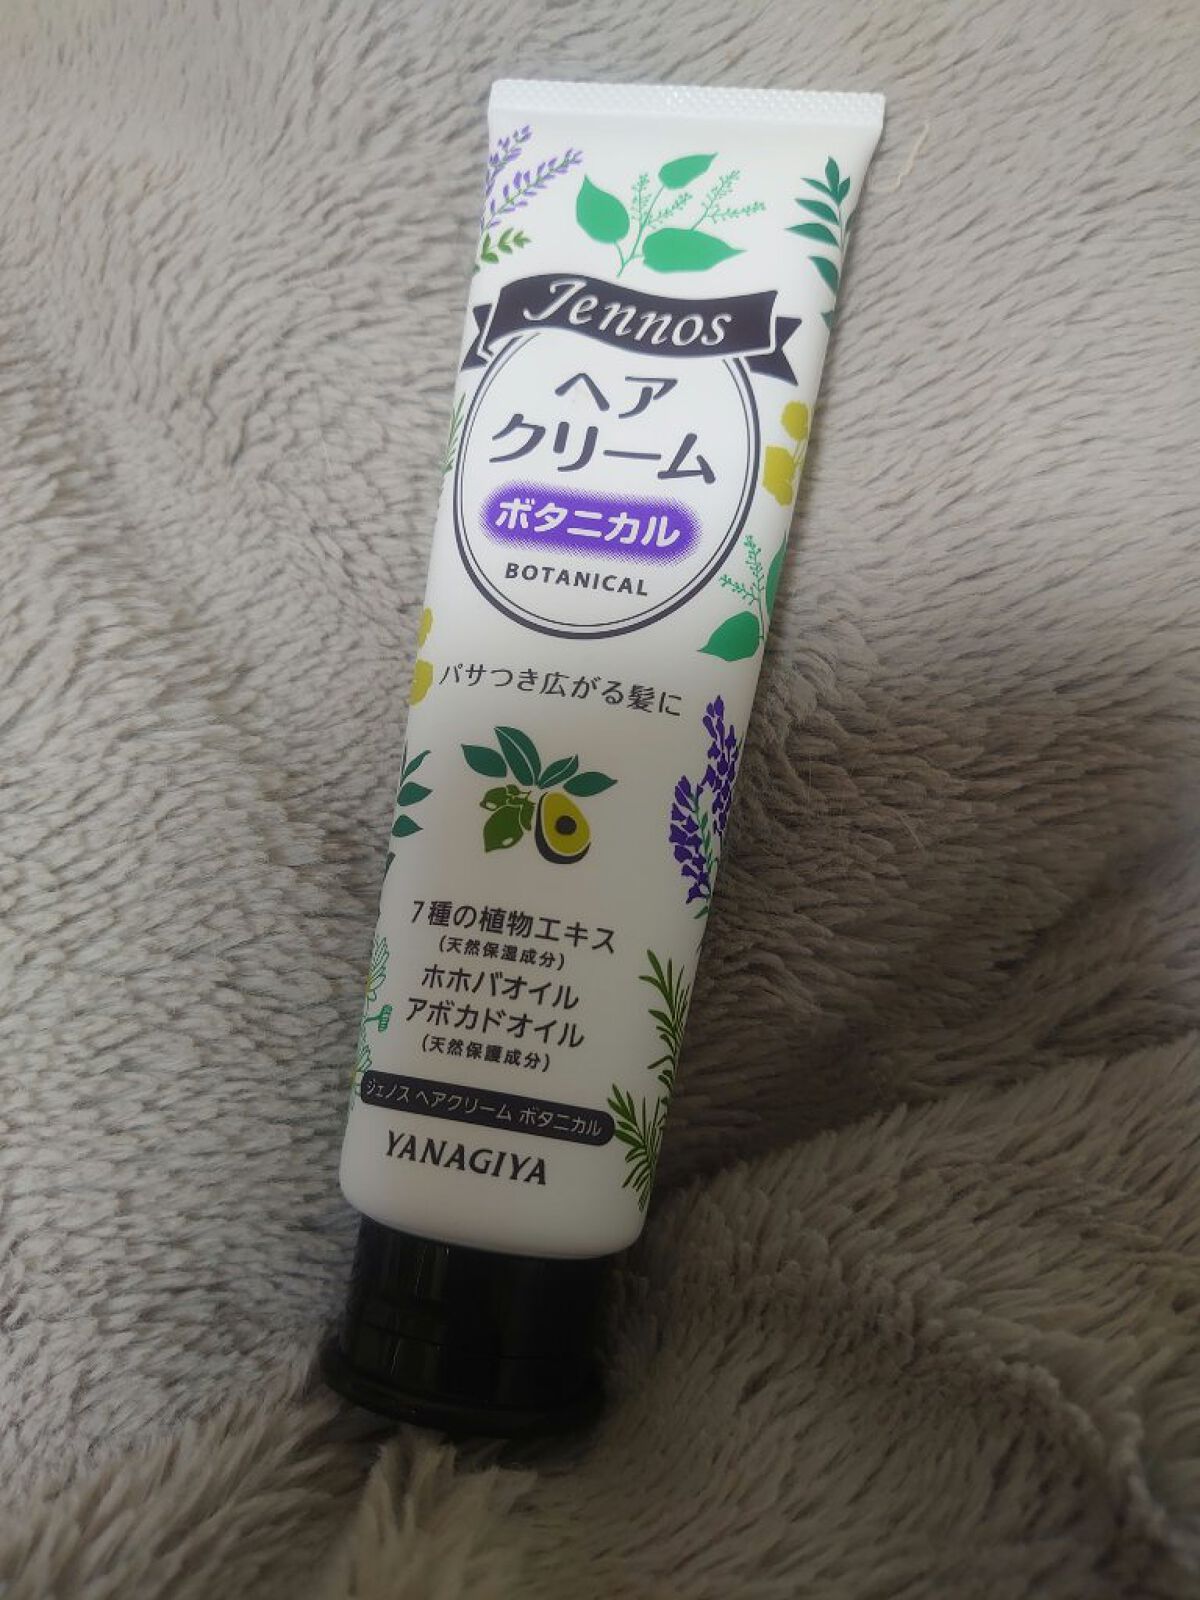 Jennos
ヘア
クリーム
ボタニカル
BOTANICAL
パサつき広がる髪に
7種の植物エキス
(天然保湿成分)
ホホバオイル
アボカドオイル
(天然保護成分)
ジェノス ヘアクリーム ボタニカル
YANAGIYA